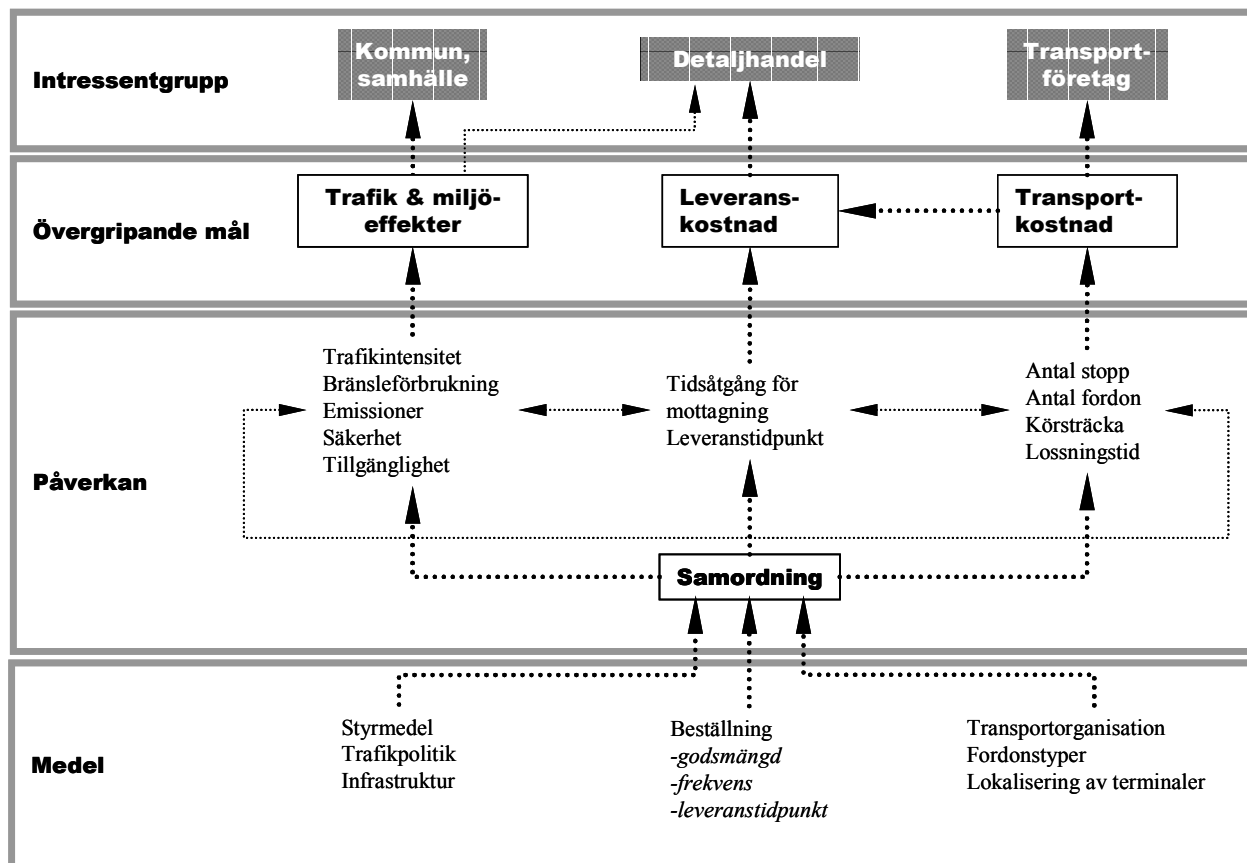 Intressentgrupp
Kommun,
samhälle
Detaljhandel
Transport-
företag
Övergripande mål
Trafik & miljö-
effekter
Leverans-
kostnad
Transport-
kostnad
Påverkan
Trafikintensitet
Bränsleförbrukning
Emissioner
Säkerhet
Tillgänglighet
Tidsåtgång för
mottagning
Leveranstidpunkt
Antal stopp
Antal fordon
Körsträcka
Lossningstid
Samordning
Medel
Styrmedel
Trafikpolitik
Infrastruktur
Beställning
-godsmängd
-frekvens
-leveranstidpunkt
Transportorganisation
Fordonstyper
Lokalisering av terminaler